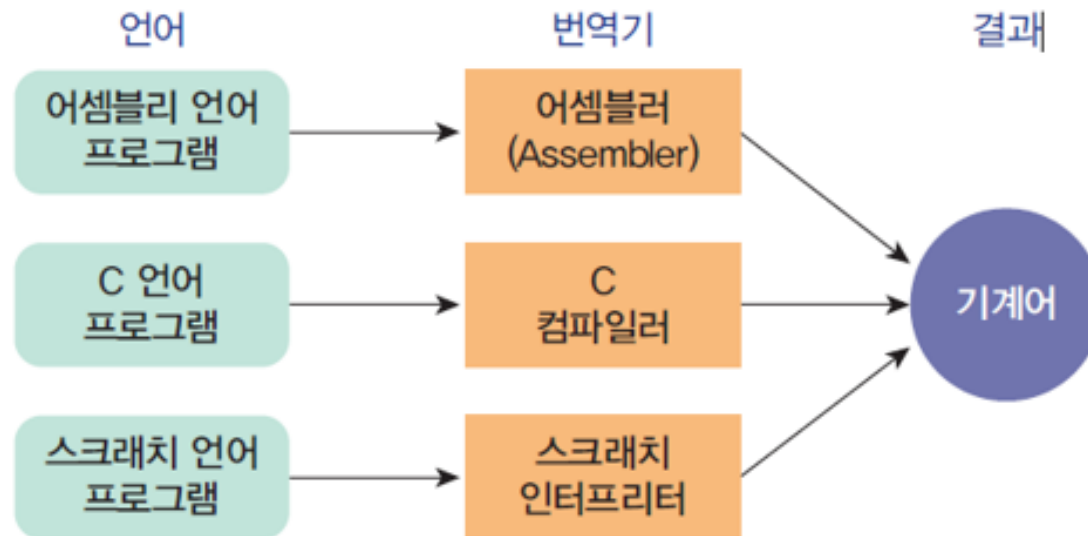 언어
번역기
결과
어셈블리 언어
프로그램
어셈블러
(Assembler)
C 언어
프로그램
C
컴파일러
기계어
스크래치 언어
프로그램
스크래치
인터프리터